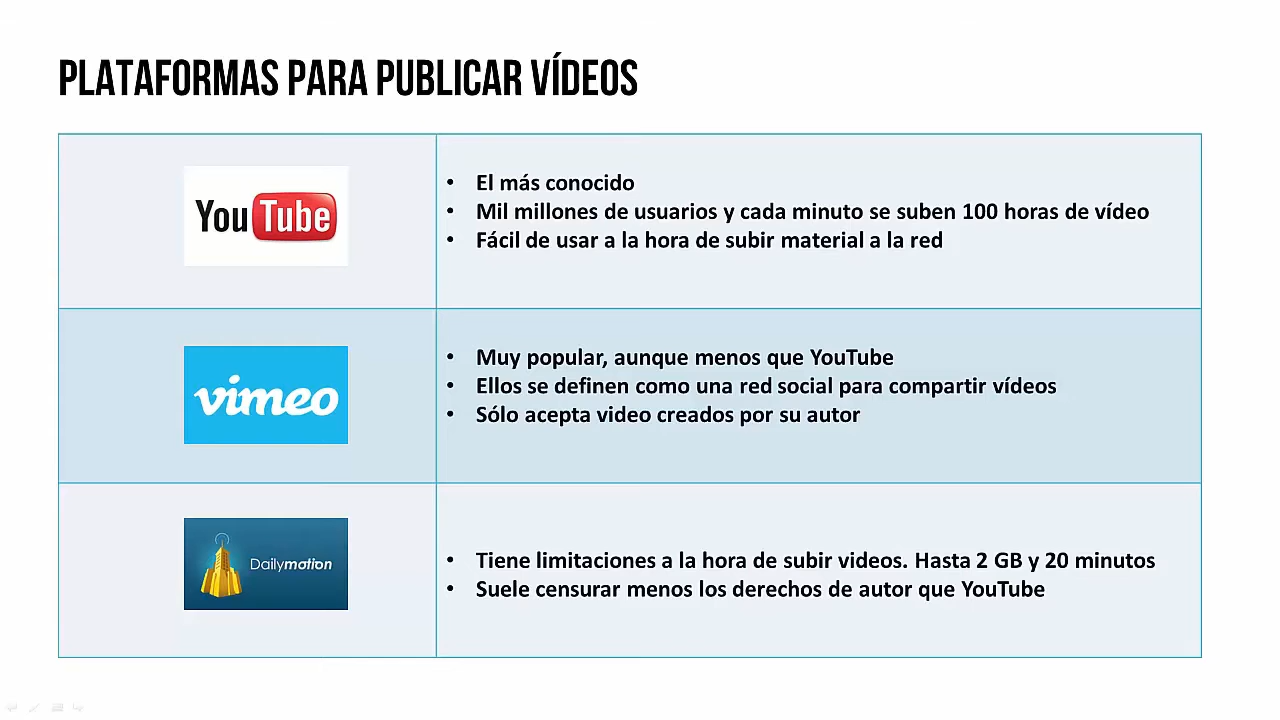 PLATAFORMAS PARA PUBLICAR VÍDEOS
YouTube
• El más conocido
• Mil millones de usuarios y cada minuto se suben 100 horas de vídeo
• Fácil de usar a la hora de subir material a la red
vimeo
• Muy popular, aunque menos que YouTube
• Ellos se definen como una red social para compartir vídeos
• Sólo acepta video creados por su autor
Dailymotion
• Tiene limitaciones a la hora de subir videos. Hasta 2 GB y 20 minutos
• Suele censurar menos los derechos de autor que YouTube